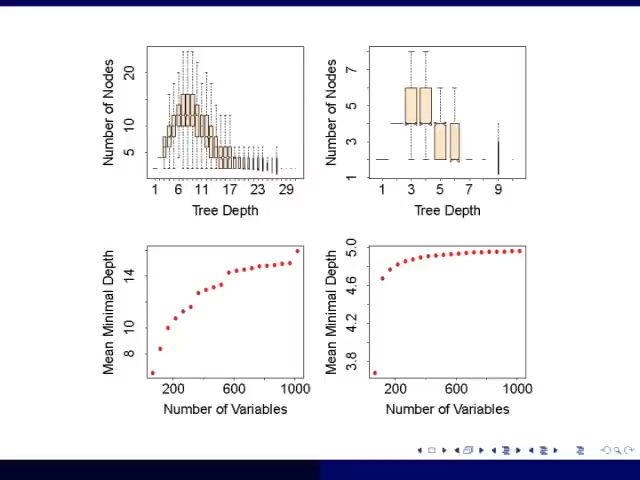 Number of Nodes
20
10
5
1 6 11 17 23 29
Tree Depth
Number of Nodes
7
5
3
1
1 3 5 7 9
Tree Depth
Mean Minimal Depth
14
10
8
200 600 1000
Number of Variables
Mean Minimal Depth
5.0
4.6
4.2
3.8
200 600 1000
Number of Variables